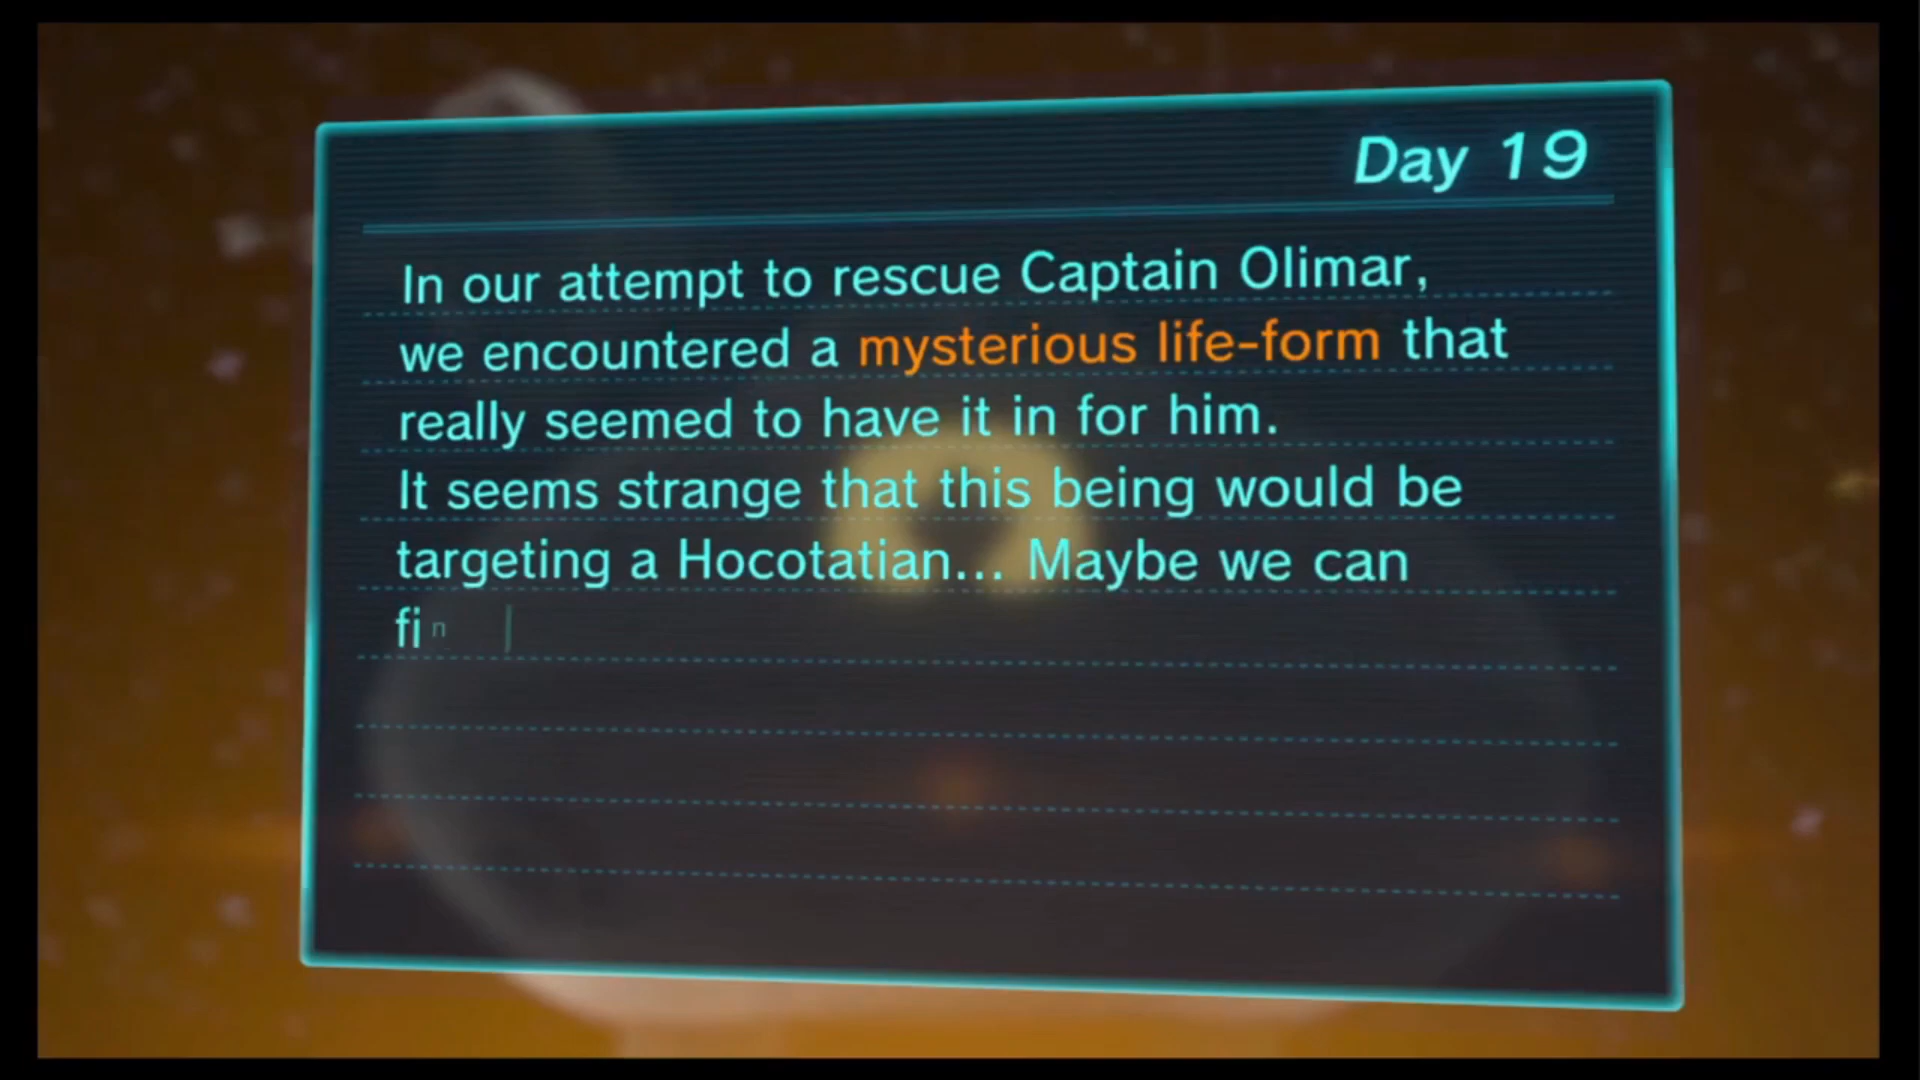 Day 19
In our attempt to rescue Captain Olimar,
we encountered a mysterious life-form that
really seemed to have it in for him.
It seems strange that this being would be
targeting a Hocotatian... Maybe we can
fin